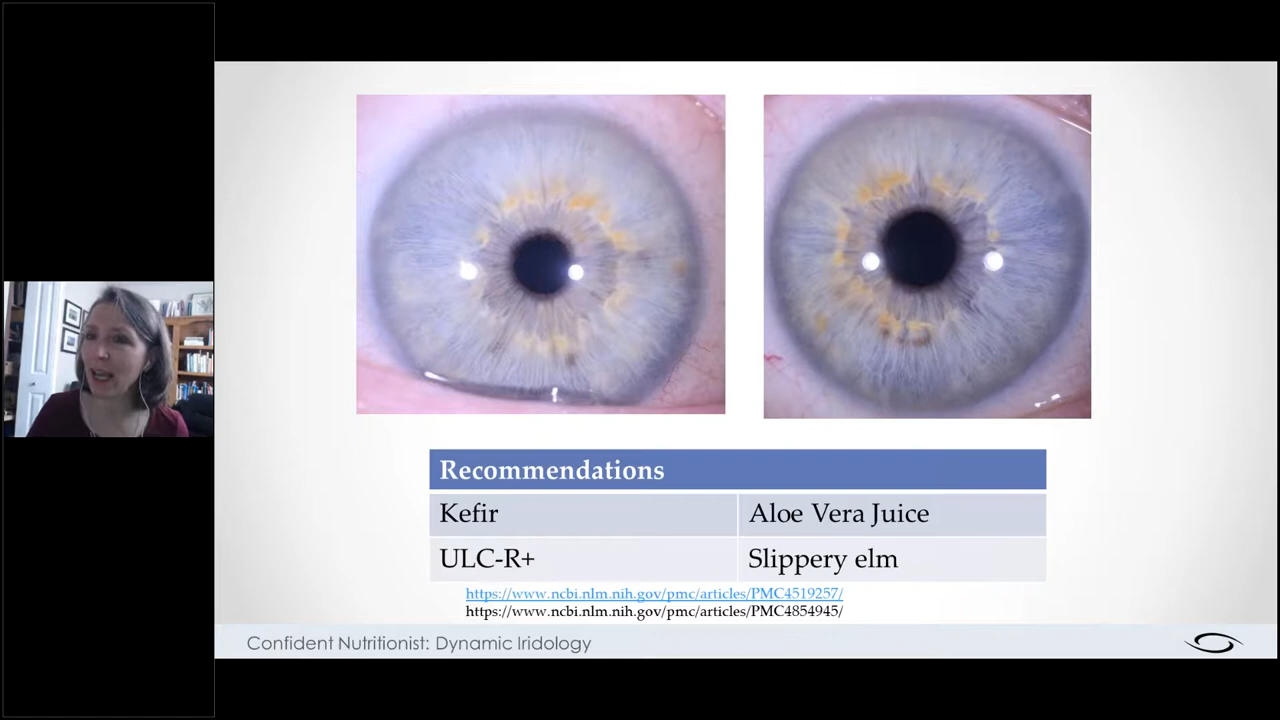 Recommendations
Kefir
Aloe Vera Juice
ULC-R+
Slippery elm
https://www.ncbi.nlm.nih.gov/pmc/articles/PMC4519257/
https://www.ncbi.nlm.nih.gov/pmc/articles/PMC4854945/
Confident Nutritionist: Dynamic Iridology